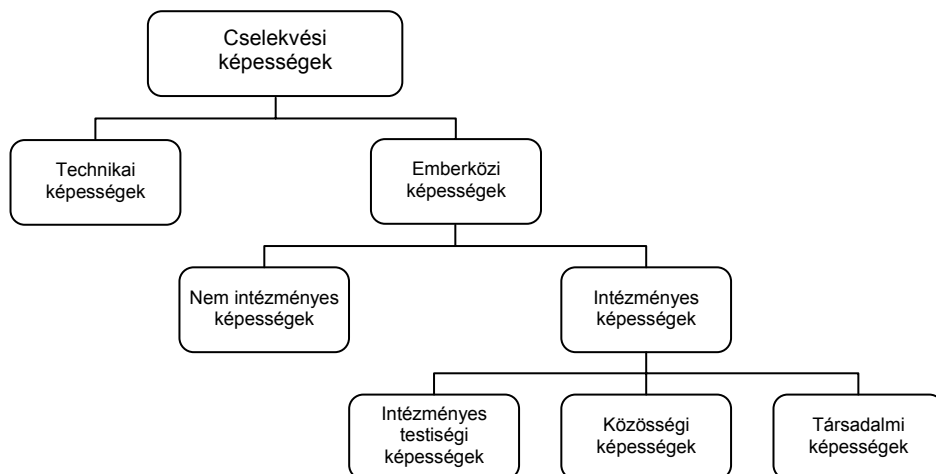 Cselekvési
képességek
Technikai
képességek
Emberközi
képességek
Nem intézményes
képességek
Intézményes
képességek
Intézményes
testiségi
képességek
Közösségi
képességek
Társadalmi
képességek